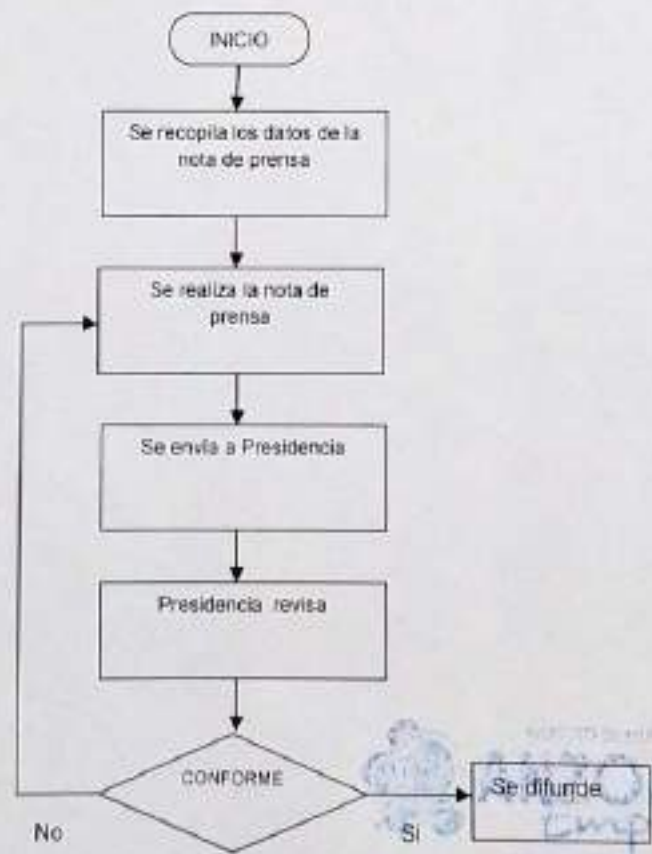 INICIO
Se recopila los datos de la
nota de prensa
Se realiza la nota de
prensa
Se envía a Presidencia
Presidencia revisa
CONFORME
No
Si
Se difunde